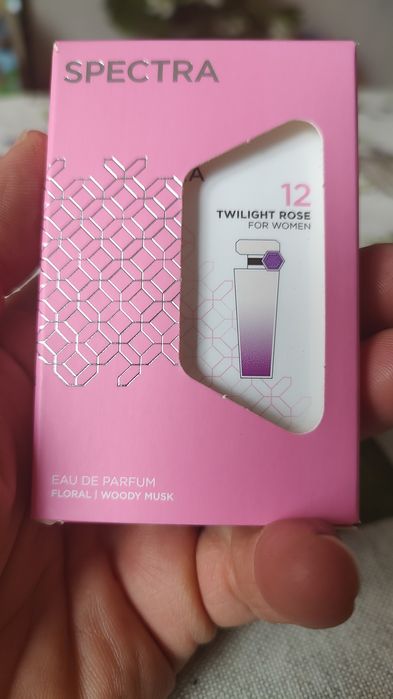 SPECTRA
A
12
TWILIGHT ROSE
FOR WOMEN
EAU DE PARFUM
FLORAL | WOODY MUSK